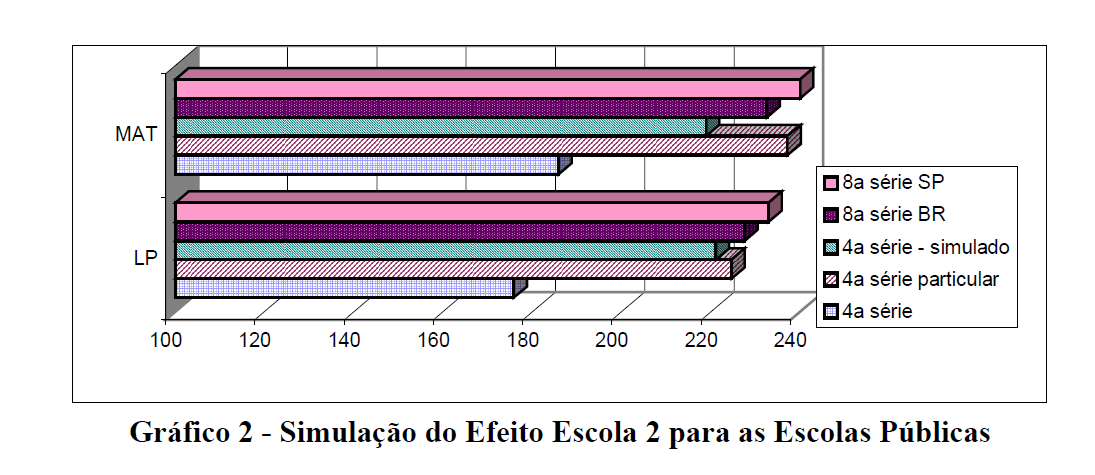 MAT
LP
100 120 140 160 180 200 220 240
8a série SP
8a série BR
4a série - simulado
4a série particular
4a série
Gráfico 2 - Simulação do Efeito Escola 2 para as Escolas Públicas